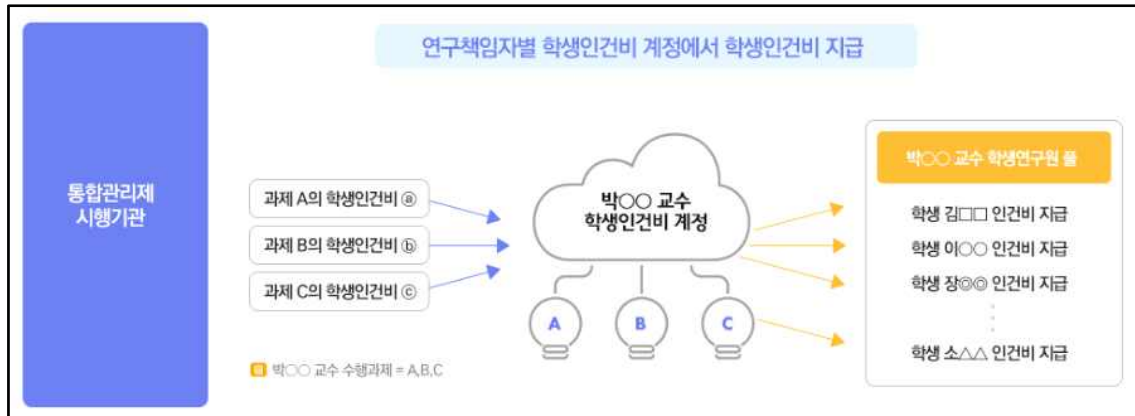 연구책임자별 학생인건비 계정에서 학생인건비 지급
통합관리제
시행기관
과제 A의 학생인건비 ⓐ
과제 B의 학생인건비 ⓑ
과제 C의 학생인건비 ⓒ
박○○ 교수
학생인건비 계정
A
B
C
박○○ 교수 학생연구원 풀
학생 김□□ 인건비 지급
학생 이○○ 인건비 지급
학생 장◎◎ 인건비 지급
학생 소△△ 인건비 지급
예 박○○ 교수 수행과제 = A,B,C